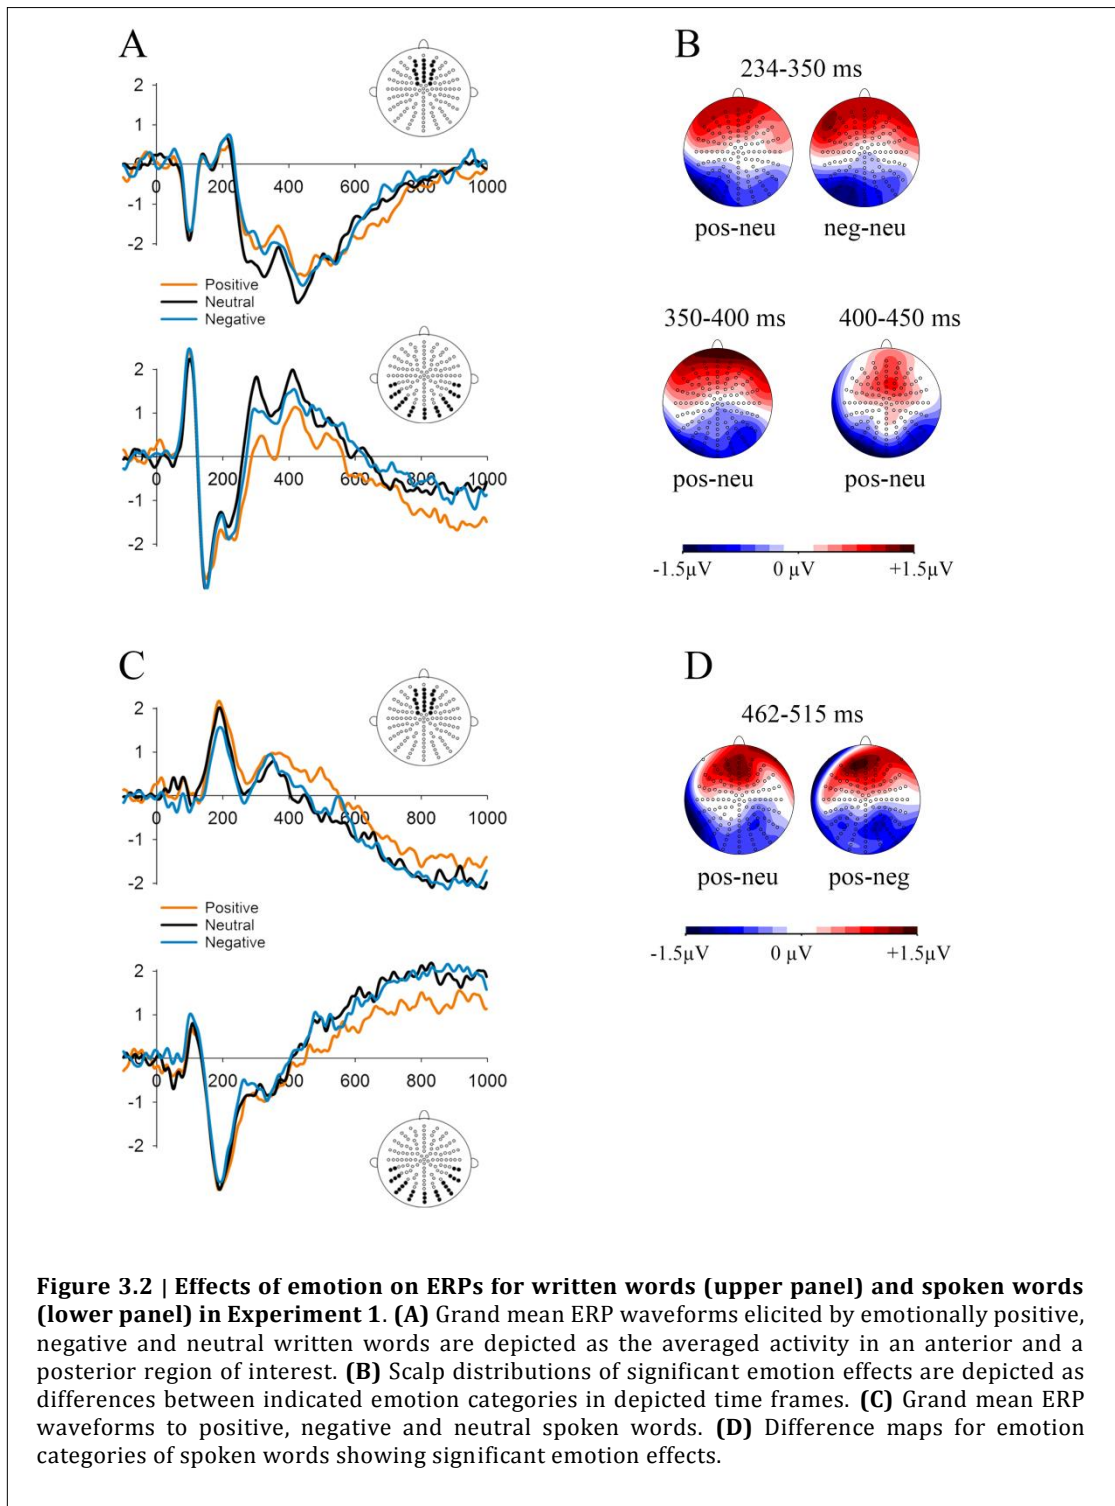 A
B
234-350 ms
2
1
0
200
400
600
800
1000
-1
-2
pos-neu
neg-neu
Positive
Neutral
Negative
350-400 ms
400-450 ms
2
1
0
200
400
600
800
1000
-1
-2
pos-neu
pos-neu
-1.5µV
0 µV
+1.5µV
C
D
462-515 ms
2
1
0
200
400
600
800
1000
-1
-2
pos-neu
pos-neg
Positive
Neutral
Negative
-1.5µV
0 µV
+1.5µV
2
1
0
200
400
600
800
1000
-1
-2
Figure 3.2 | Effects of emotion on ERPs for written words (upper panel) and spoken words
(lower panel) in Experiment 1. (A) Grand mean ERP waveforms elicited by emotionally positive,
negative and neutral written words are depicted as the averaged activity in an anterior and a
posterior region of interest. (B) Scalp distributions of significant emotion effects are depicted as
differences between indicated emotion categories in depicted time frames. (C) Grand mean ERP
waveforms to positive, negative and neutral spoken words. (D) Difference maps for emotion
categories of spoken words showing significant emotion effects.